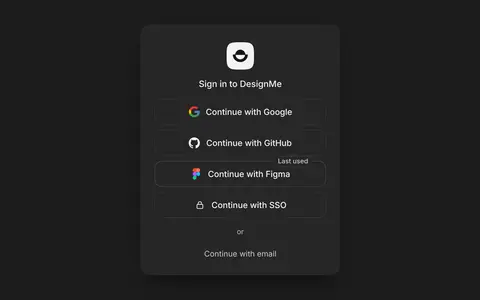 Sign in to DesignMe
Continue with Google
Continue with GitHub
Last used
Continue with Figma
Continue with SSO
or
Continue with email